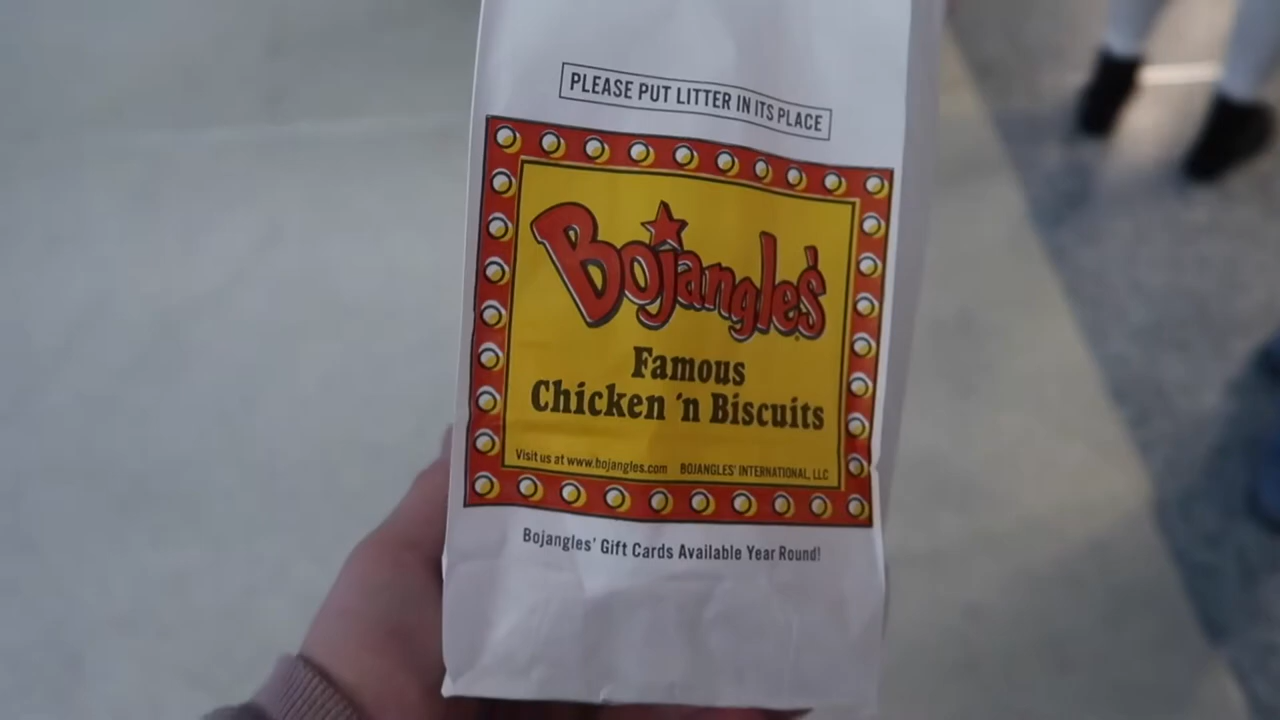 PLEASE PUT LITTER IN ITS PLACE
Bojangles'
Famous
Chicken 'n Biscuits
Visit us at www.bojangles.com BOJANGLES' INTERNATIONAL, LLC
Bojangles' Gift Cards Available Year Round!